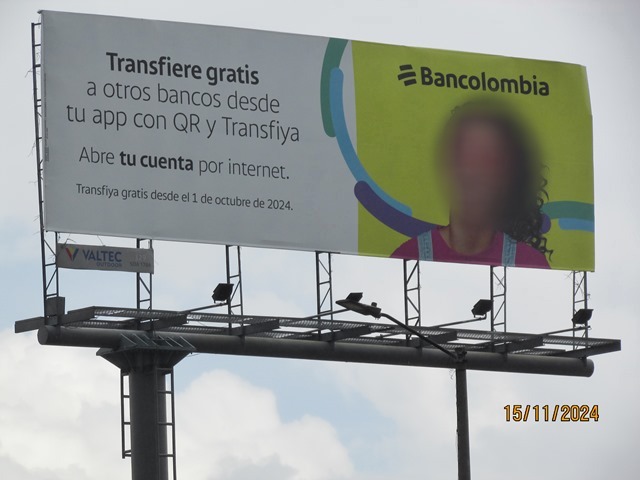 Transfiere gratis
a otros bancos desde
tu app con QR y Transfiya
Abre tu cuenta por internet.
Transfiya gratis desde el 1 de octubre de 2024.
Bancolombia
VALTEC
15/11/2024